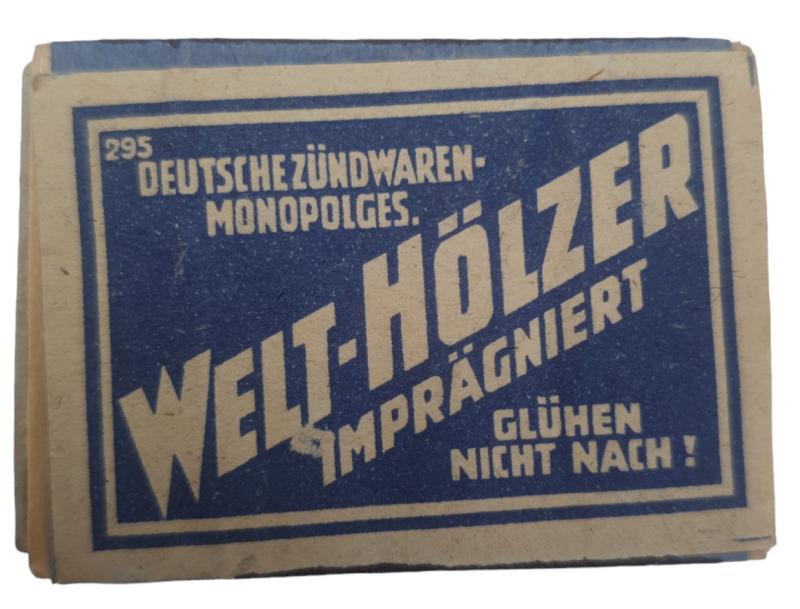 295
DEUTSCHE ZÜNDWAREN-
MONOPOLGES.
WELT-HÖLZER
IMPRÄGNIERT
GLÜHEN
NICHT NACH!